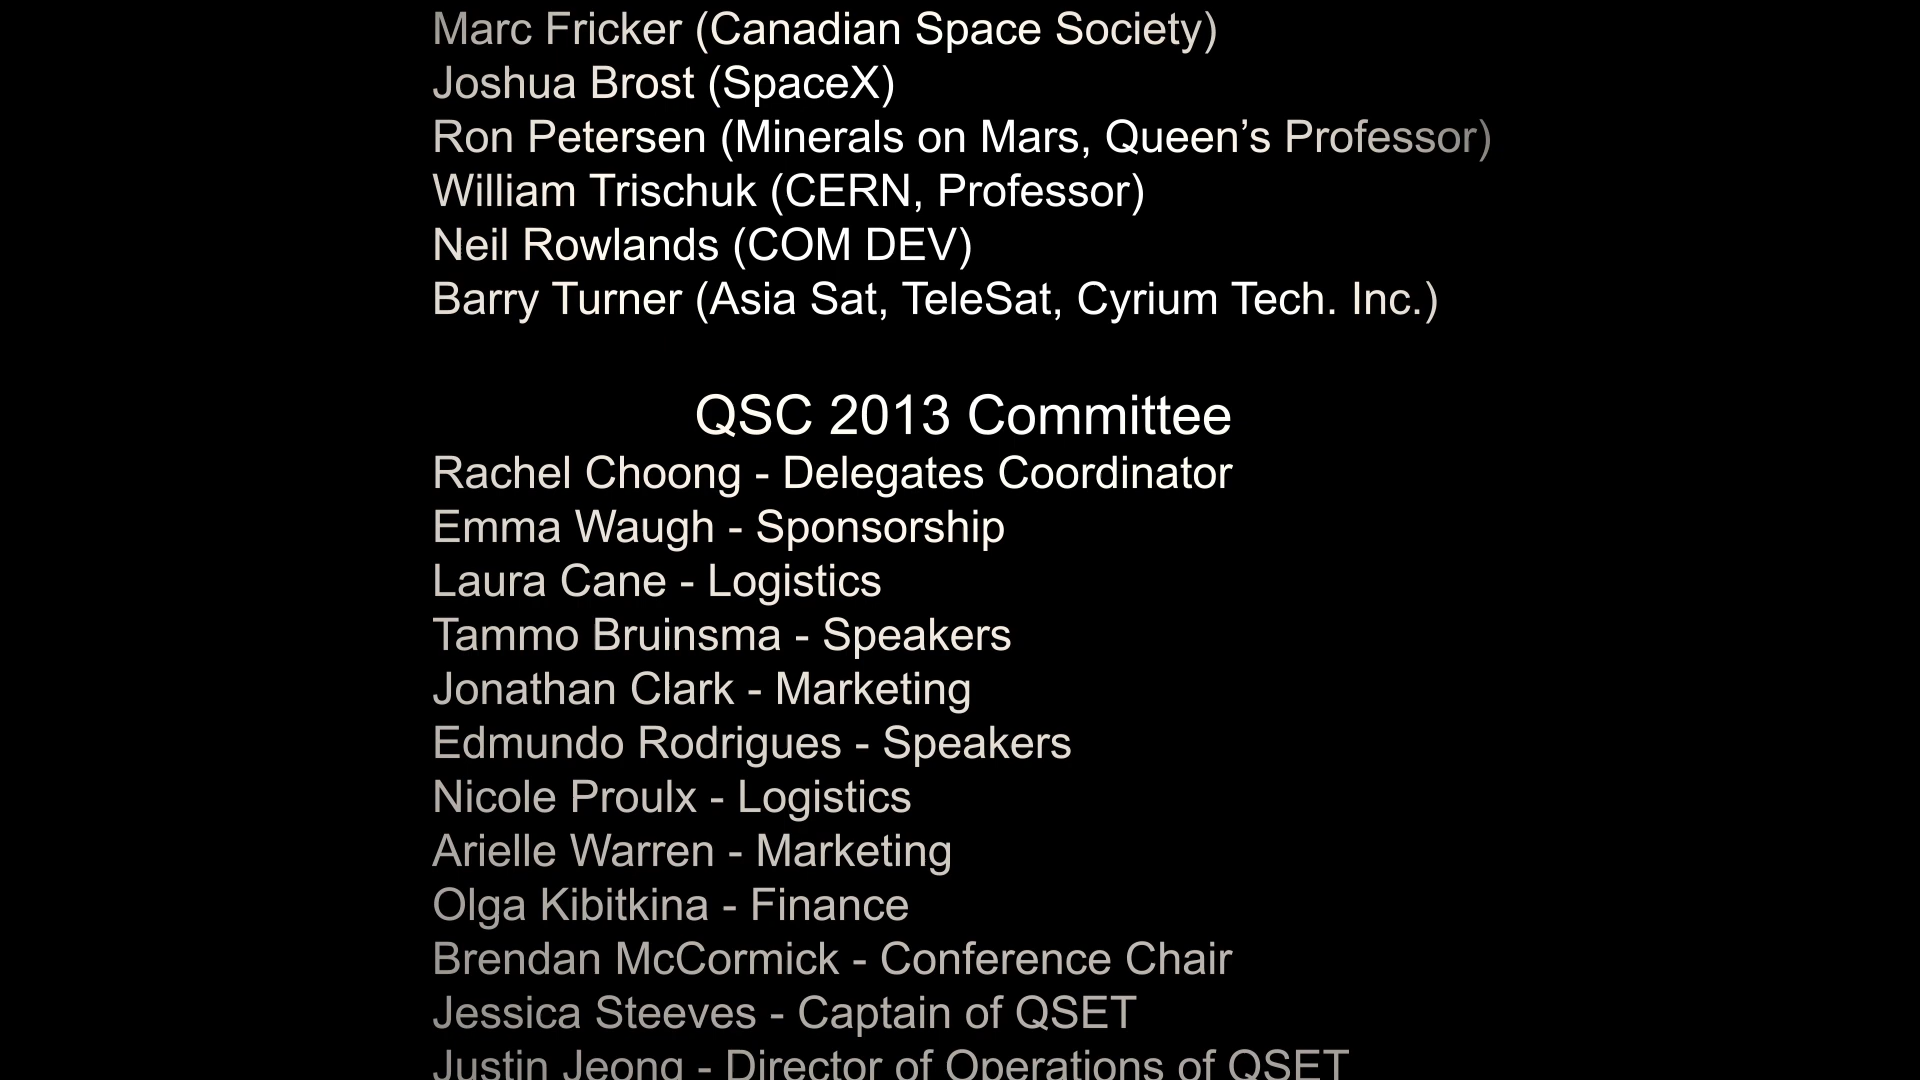 Marc Fricker (Canadian Space Society)
Joshua Brost (SpaceX)
Ron Petersen (Minerals on Mars, Queen’s Professor)
William Trischuk (CERN, Professor)
Neil Rowlands (COM DEV)
Barry Turner (Asia Sat, TeleSat, Cyrium Tech. Inc.)
QSC 2013 Committee
Rachel Choong - Delegates Coordinator
Emma Waugh - Sponsorship
Laura Cane - Logistics
Tammo Bruinsma - Speakers
Jonathan Clark - Marketing
Edmundo Rodrigues - Speakers
Nicole Proulx - Logistics
Arielle Warren - Marketing
Olga Kibitkina - Finance
Brendan McCormick - Conference Chair
Jessica Steeves - Captain of QSET
Justin Jeong - Director of Operations of QSET